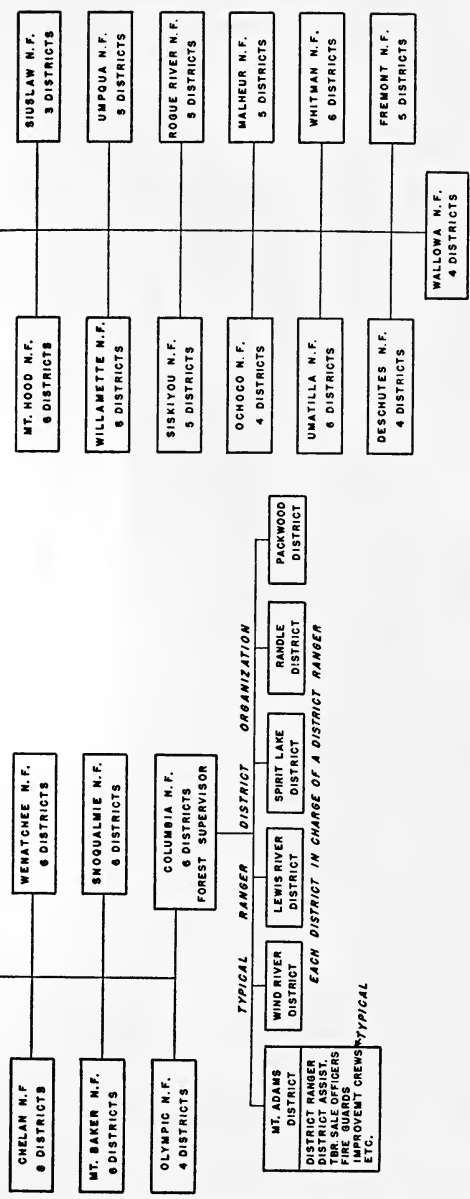 CHELAN N.F
6 DISTRICTS
WENATCHEE N.F.
6 DISTRICTS
MT. BAKER N.F.
6 DISTRICTS
SNOQUALMIE N.F.
6 DISTRICTS
OLYMPIC N.F.
4 DISTRICTS
COLUMBIA N.F.
6 DISTRICTS
FOREST SUPERVISOR
TYPICAL RANGER DISTRICT ORGANIZATION
MT. ADAMS
DISTRICT
DISTRICT RANGER
DISTRICT ASSIST.
TBR. SALE OFFICERS
FIRE GUARDS
IMPROVEM'T CREWS
ETC.
TYPICAL
WIND RIVER
DISTRICT
LEWIS RIVER
DISTRICT
SPIRIT LAKE
DISTRICT
RANDLE
DISTRICT
PACKWOOD
DISTRICT
EACH DISTRICT IN CHARGE OF A DISTRICT RANGER
MT. HOOD N.F.
6 DISTRICTS
SIUSLAW N.F.
3 DISTRICTS
WILLAMETTE N.F.
6 DISTRICTS
UMPQUA N.F.
5 DISTRICTS
SISKIYOU N.F.
5 DISTRICTS
ROGUE RIVER N.F.
5 DISTRICTS
OCHOCO N.F.
4 DISTRICTS
MALHEUR N.F.
5 DISTRICTS
UMATILLA N.F.
6 DISTRICTS
WHITMAN N.F.
6 DISTRICTS
DESCHUTES N.F.
4 DISTRICTS
FREMONT N.F.
5 DISTRICTS
WALLOWA N.F.
4 DISTRICTS